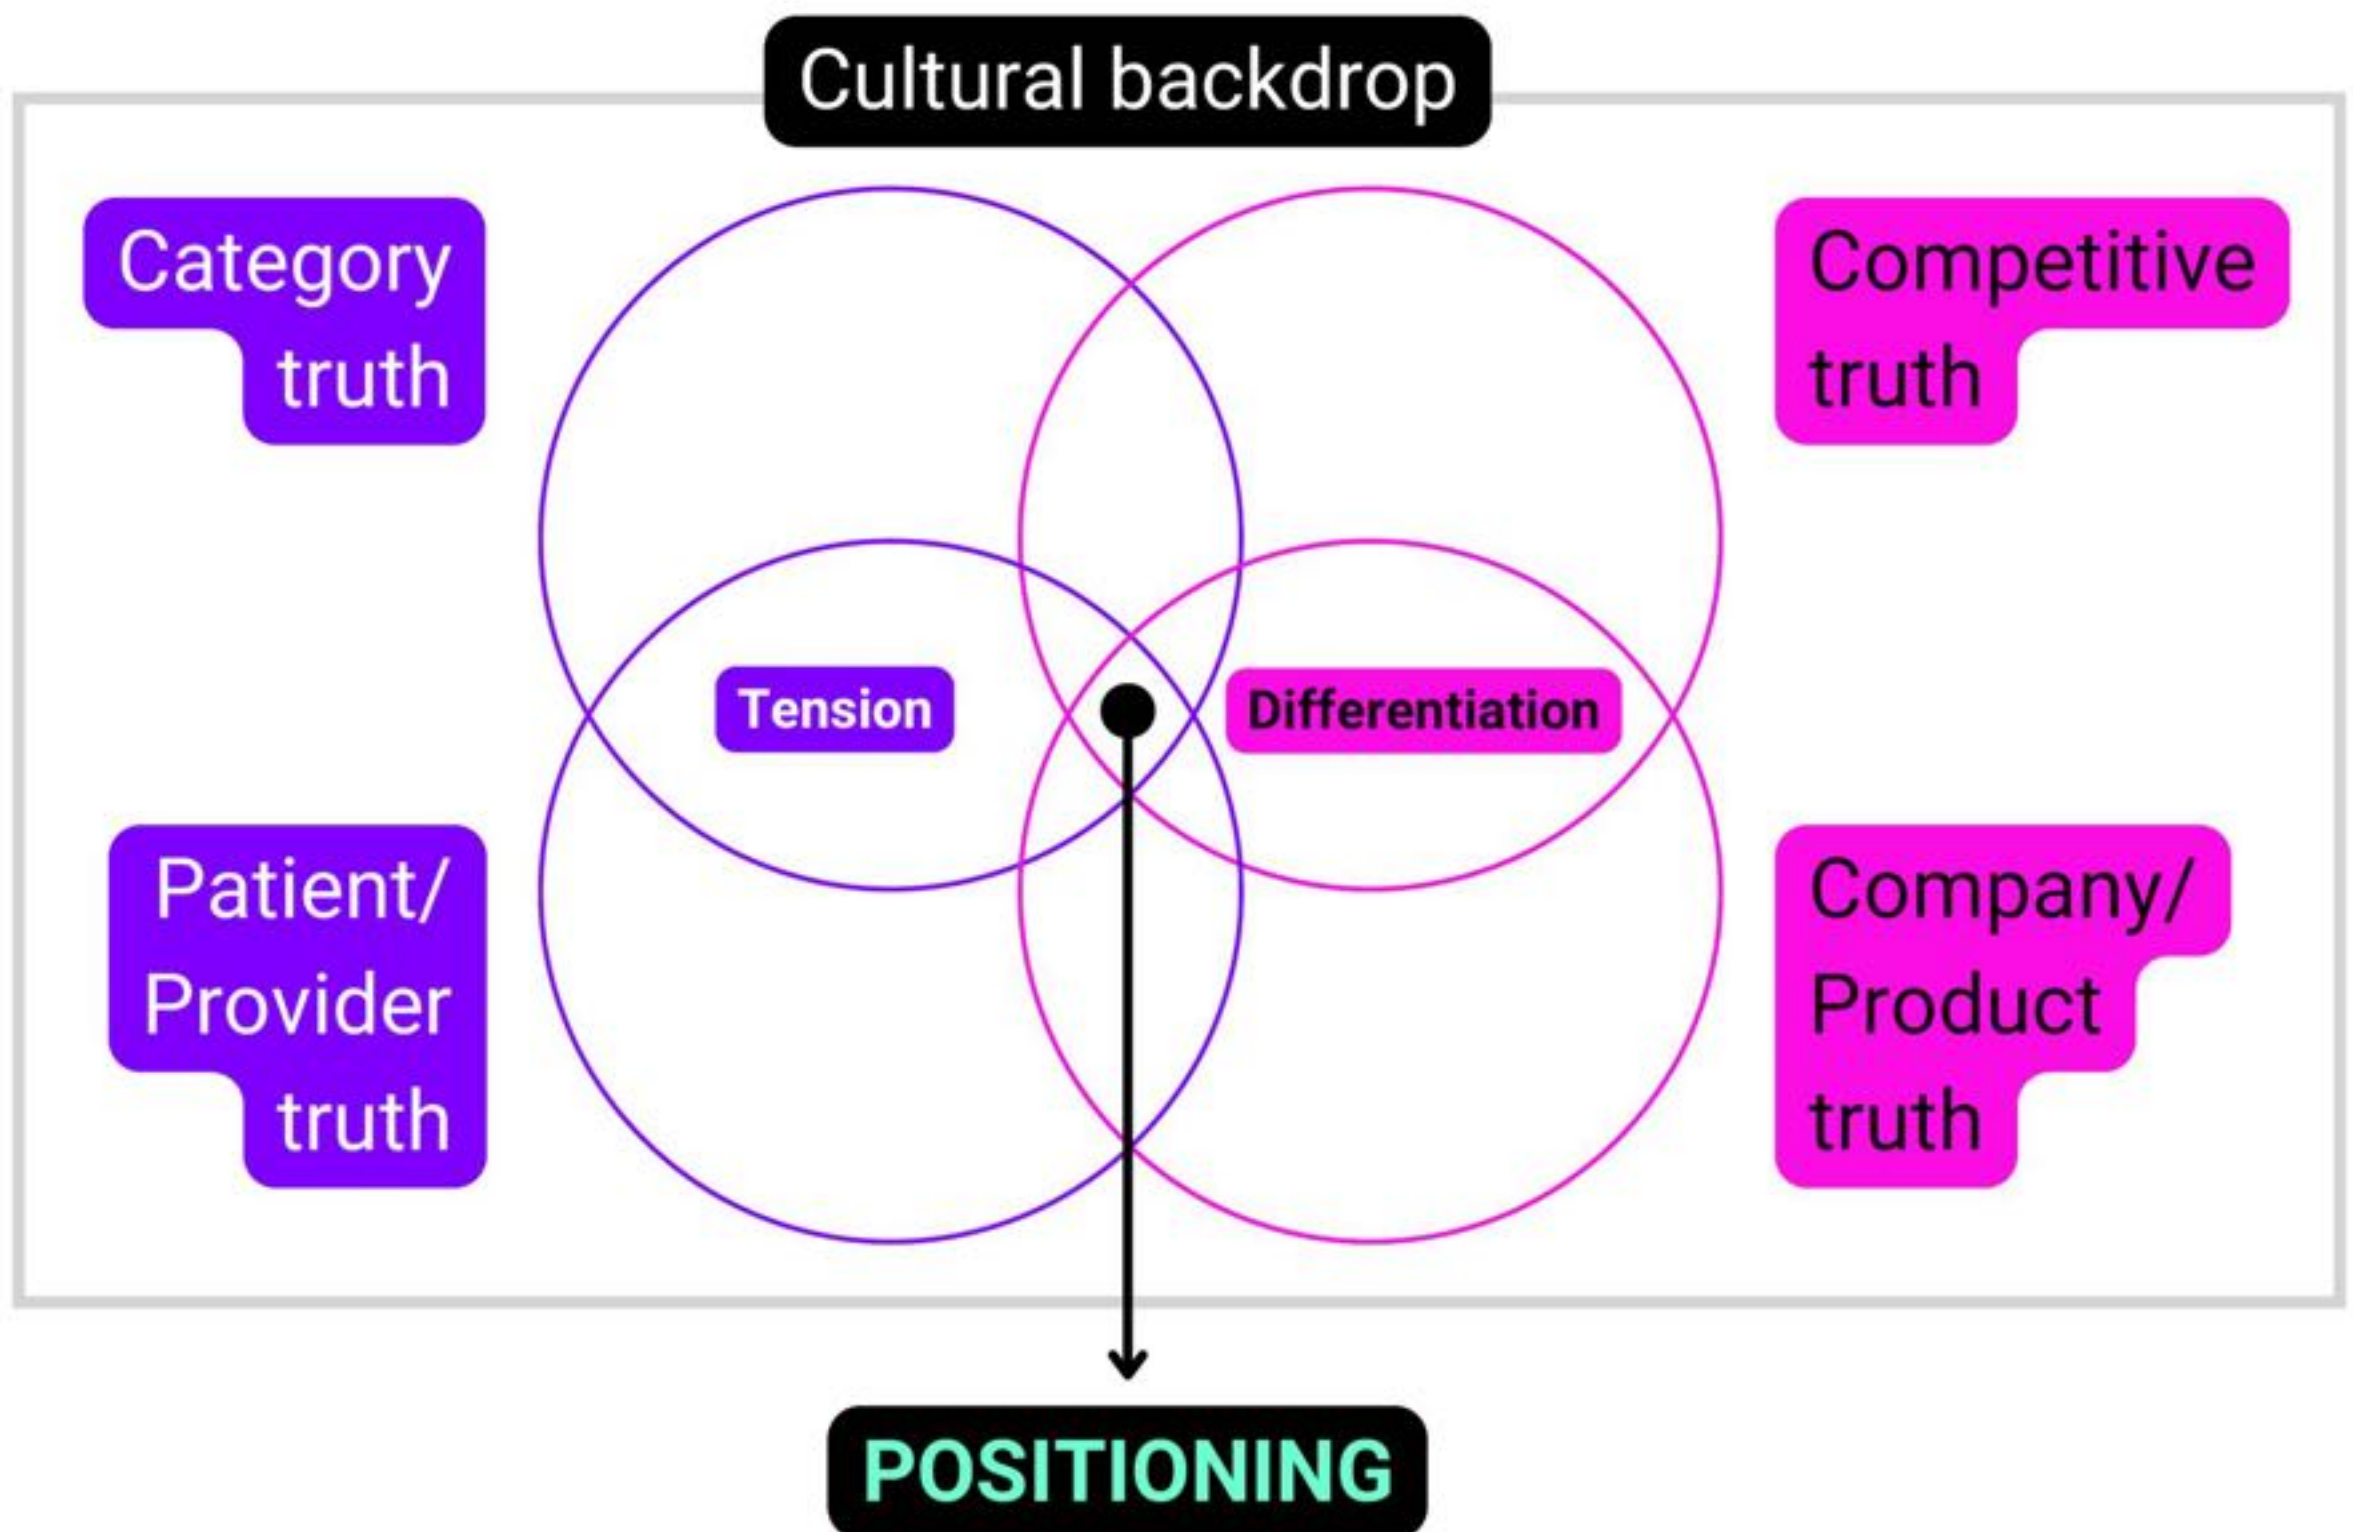 Cultural backdrop
Category
truth
Competitive
truth
Tension
Differentiation
Patient/
Provider
truth
Company/
Product
truth
POSITIONING